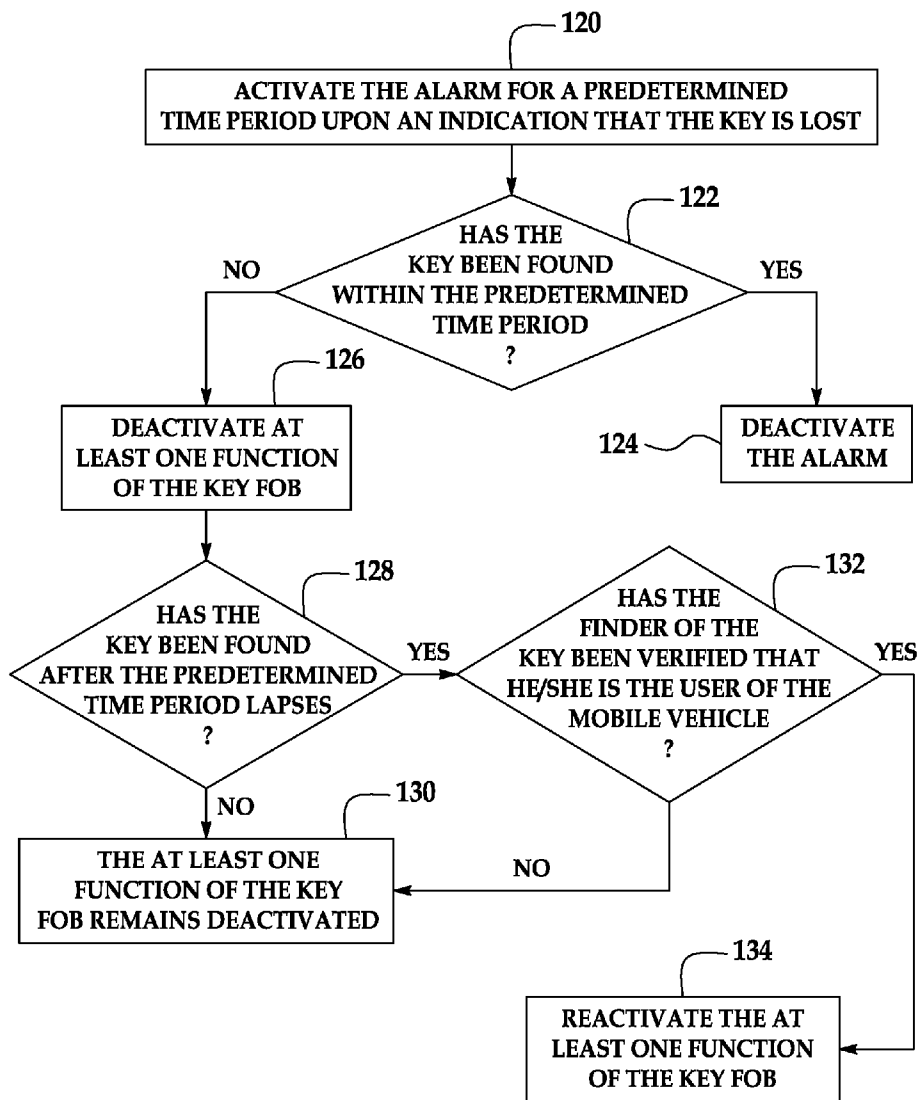 120
ACTIVATE THE ALARM FOR A PREDETERMINED
TIME PERIOD UPON AN INDICATION THAT THE KEY IS LOST
122
HAS THE
KEY BEEN FOUND
WITHIN THE PREDETERMINED
TIME PERIOD
?
NO
YES
126
DEACTIVATE AT
LEAST ONE FUNCTION
OF THE KEY FOB
124
DEACTIVATE
THE ALARM
128
HAS THE
KEY BEEN FOUND
AFTER THE PREDETERMINED
TIME PERIOD LAPSES
?
YES
132
HAS THE
FINDER OF THE
KEY BEEN VERIFIED THAT
HE/SHE IS THE USER OF THE
MOBILE VEHICLE
?
YES
NO
130
THE AT LEAST ONE
FUNCTION OF THE KEY
FOB REMAINS DEACTIVATED
NO
134
REACTIVATE THE AT
LEAST ONE FUNCTION
OF THE KEY FOB